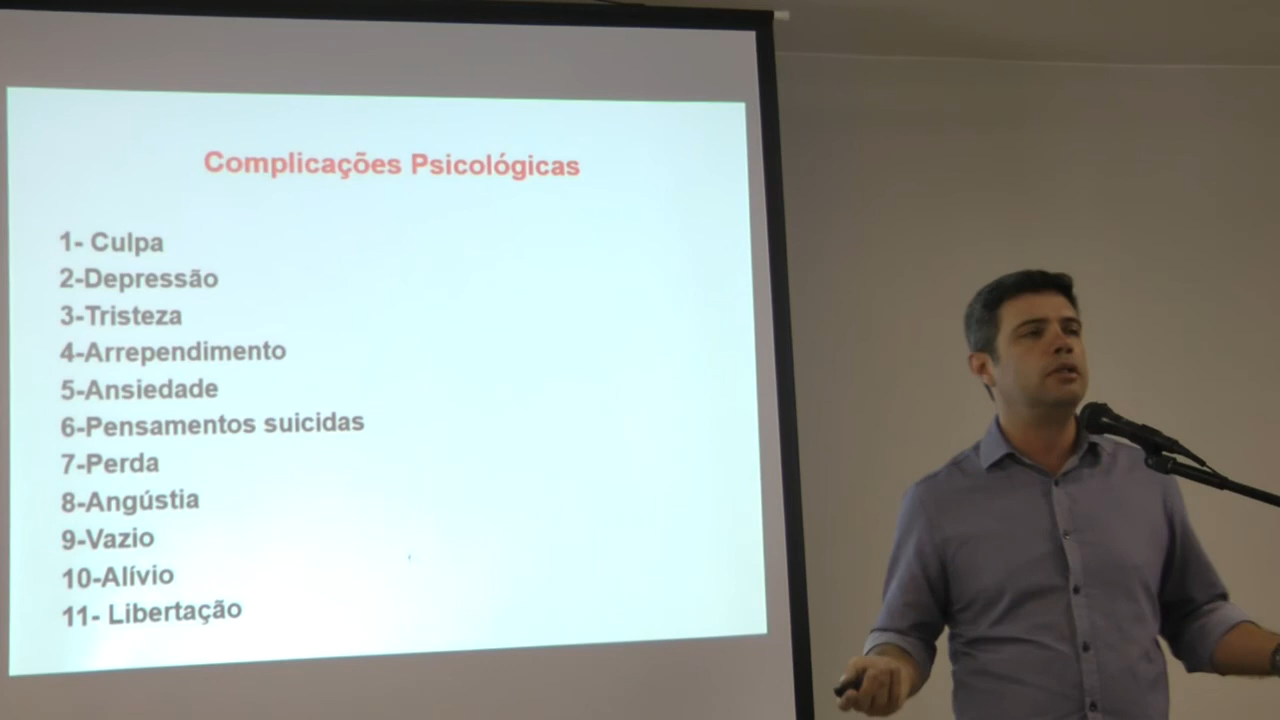 Complicações Psicológicas
1- Culpa
2-Depressão
3-Tristeza
4-Arrependimento
5-Ansiedade
6-Pensamentos suicidas
7-Perda
8-Angústia
9-Vazio
10-Alívio
11- Libertação